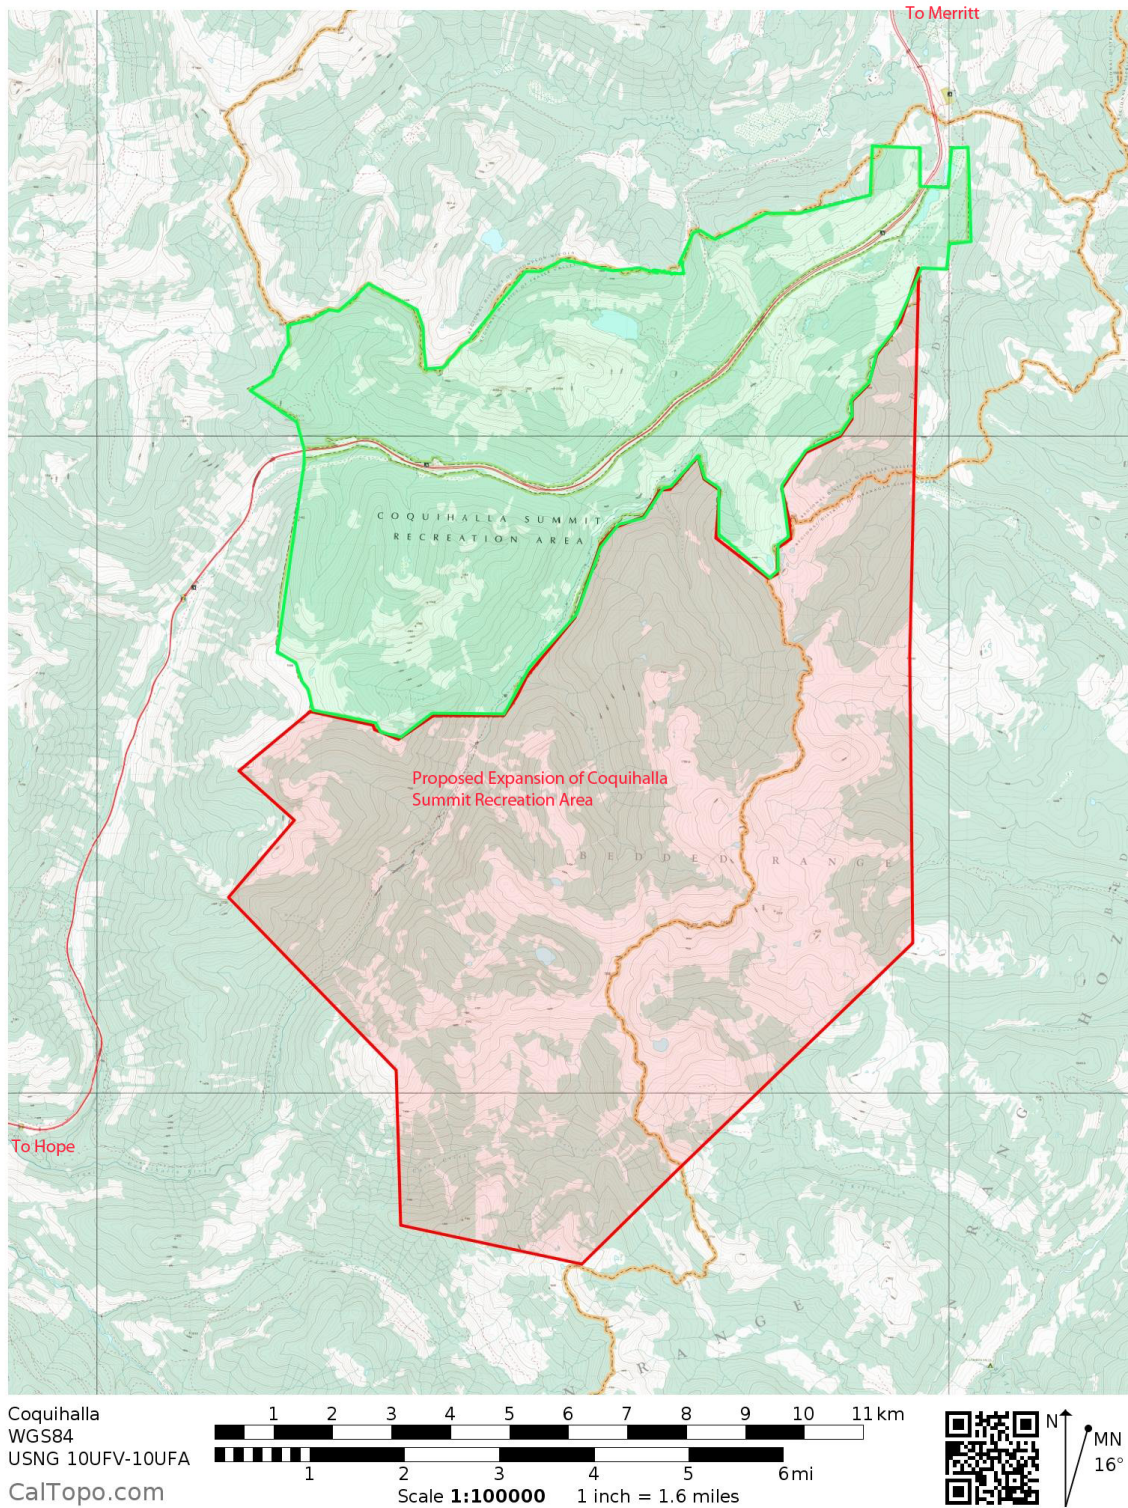 To Merritt
COQUIHALLA SUMMIT
RECREATION AREA
Proposed Expansion of Coquihalla
Summit Recreation Area
BEDDED RANGE
To Hope
RANGE
Coquihalla
WGS84
USNG 10UFV-10UFA
CalTopo.com
1 2 3 4 5 6 7 8 9 10 11 km
1 2 3 4 5 6 mi
Scale 1:100000 1 inch = 1.6 miles
N
MN
16°